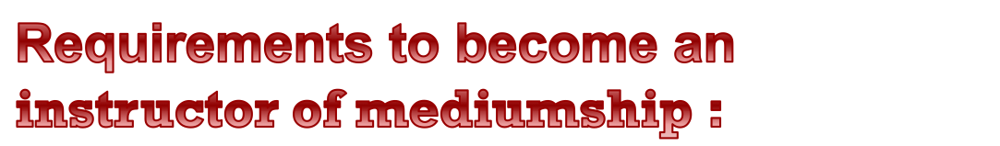 Requirements to become an
instructor of mediumship :